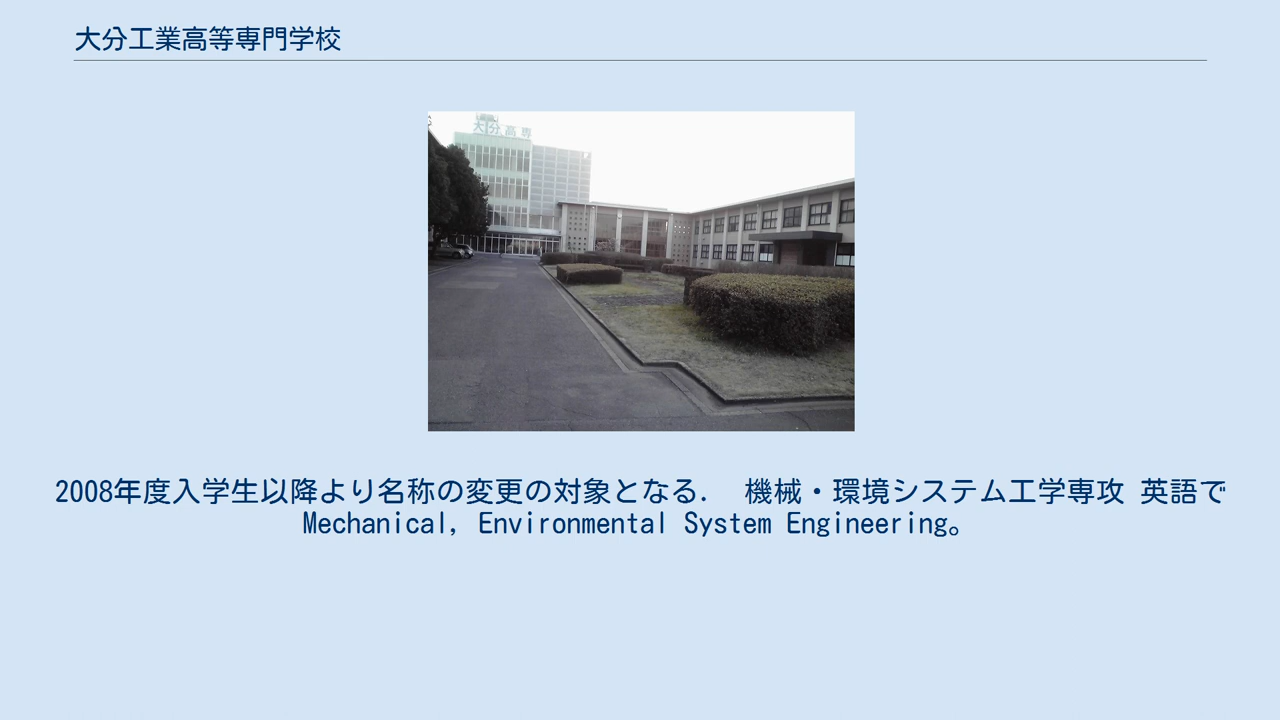 大分工業高等専門学校
大分高専
2008年度入学生以降より名称の変更の対象となる.　機械・環境システム工学専攻 英語で
Mechanical, Environmental System Engineering。